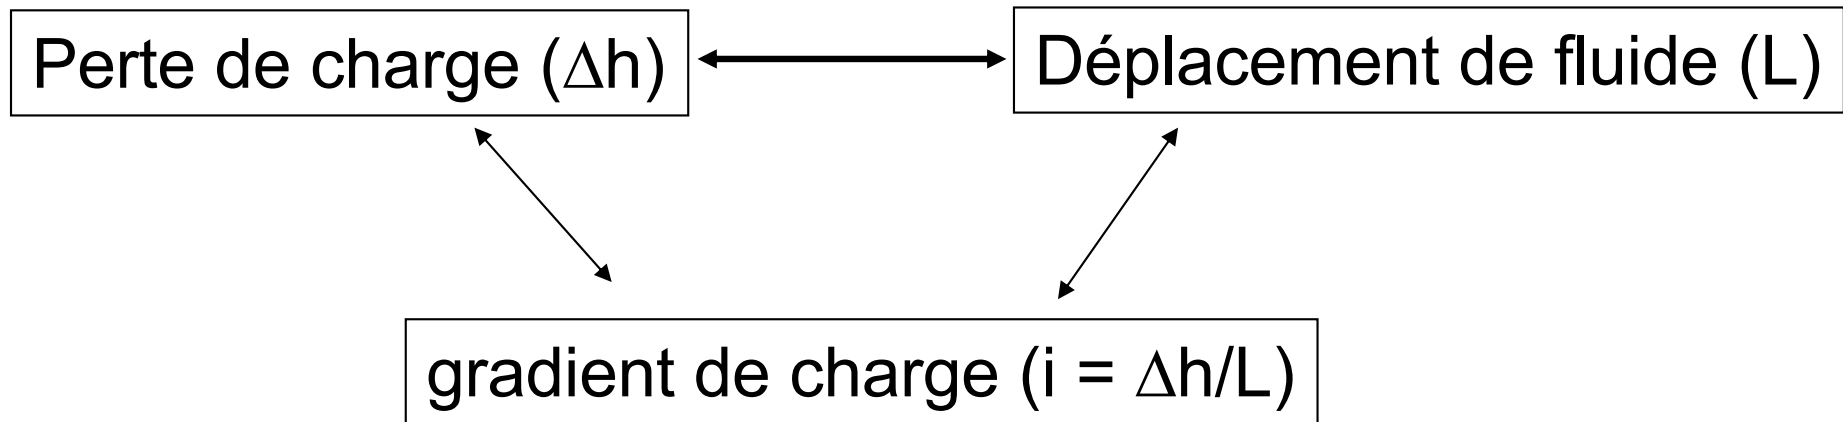 Perte de charge (Δh)
Déplacement de fluide (L)
gradient de charge (i = Δh/L)